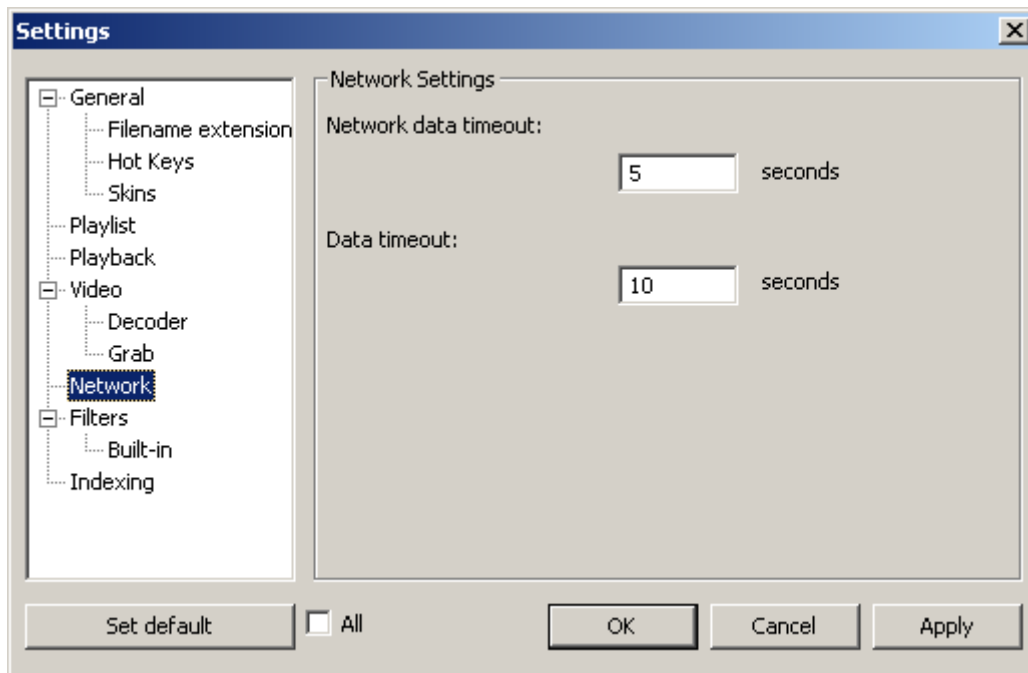 Settings
General
Filename extension
Hot Keys
Skins
Playlist
Playback
Video
Decoder
Grab
Network
Filters
Built-in
Indexing
Network Settings
Network data timeout:
5 seconds
Data timeout:
10 seconds
Set default
All
OK
Cancel
Apply